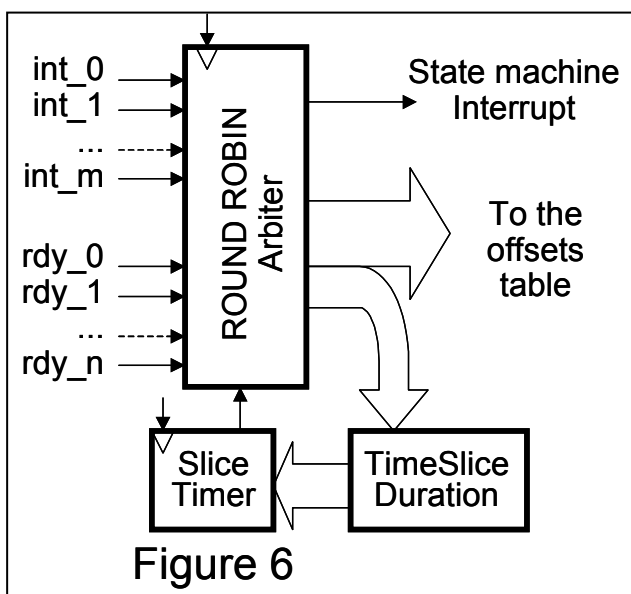 int_0
int_1
...
int_m
rdy_0
rdy_1
...
rdy_n
ROUND ROBIN
Arbiter
State machine
Interrupt
To the
offsets
table
Slice
Timer
TimeSlice
Duration
Figure 6